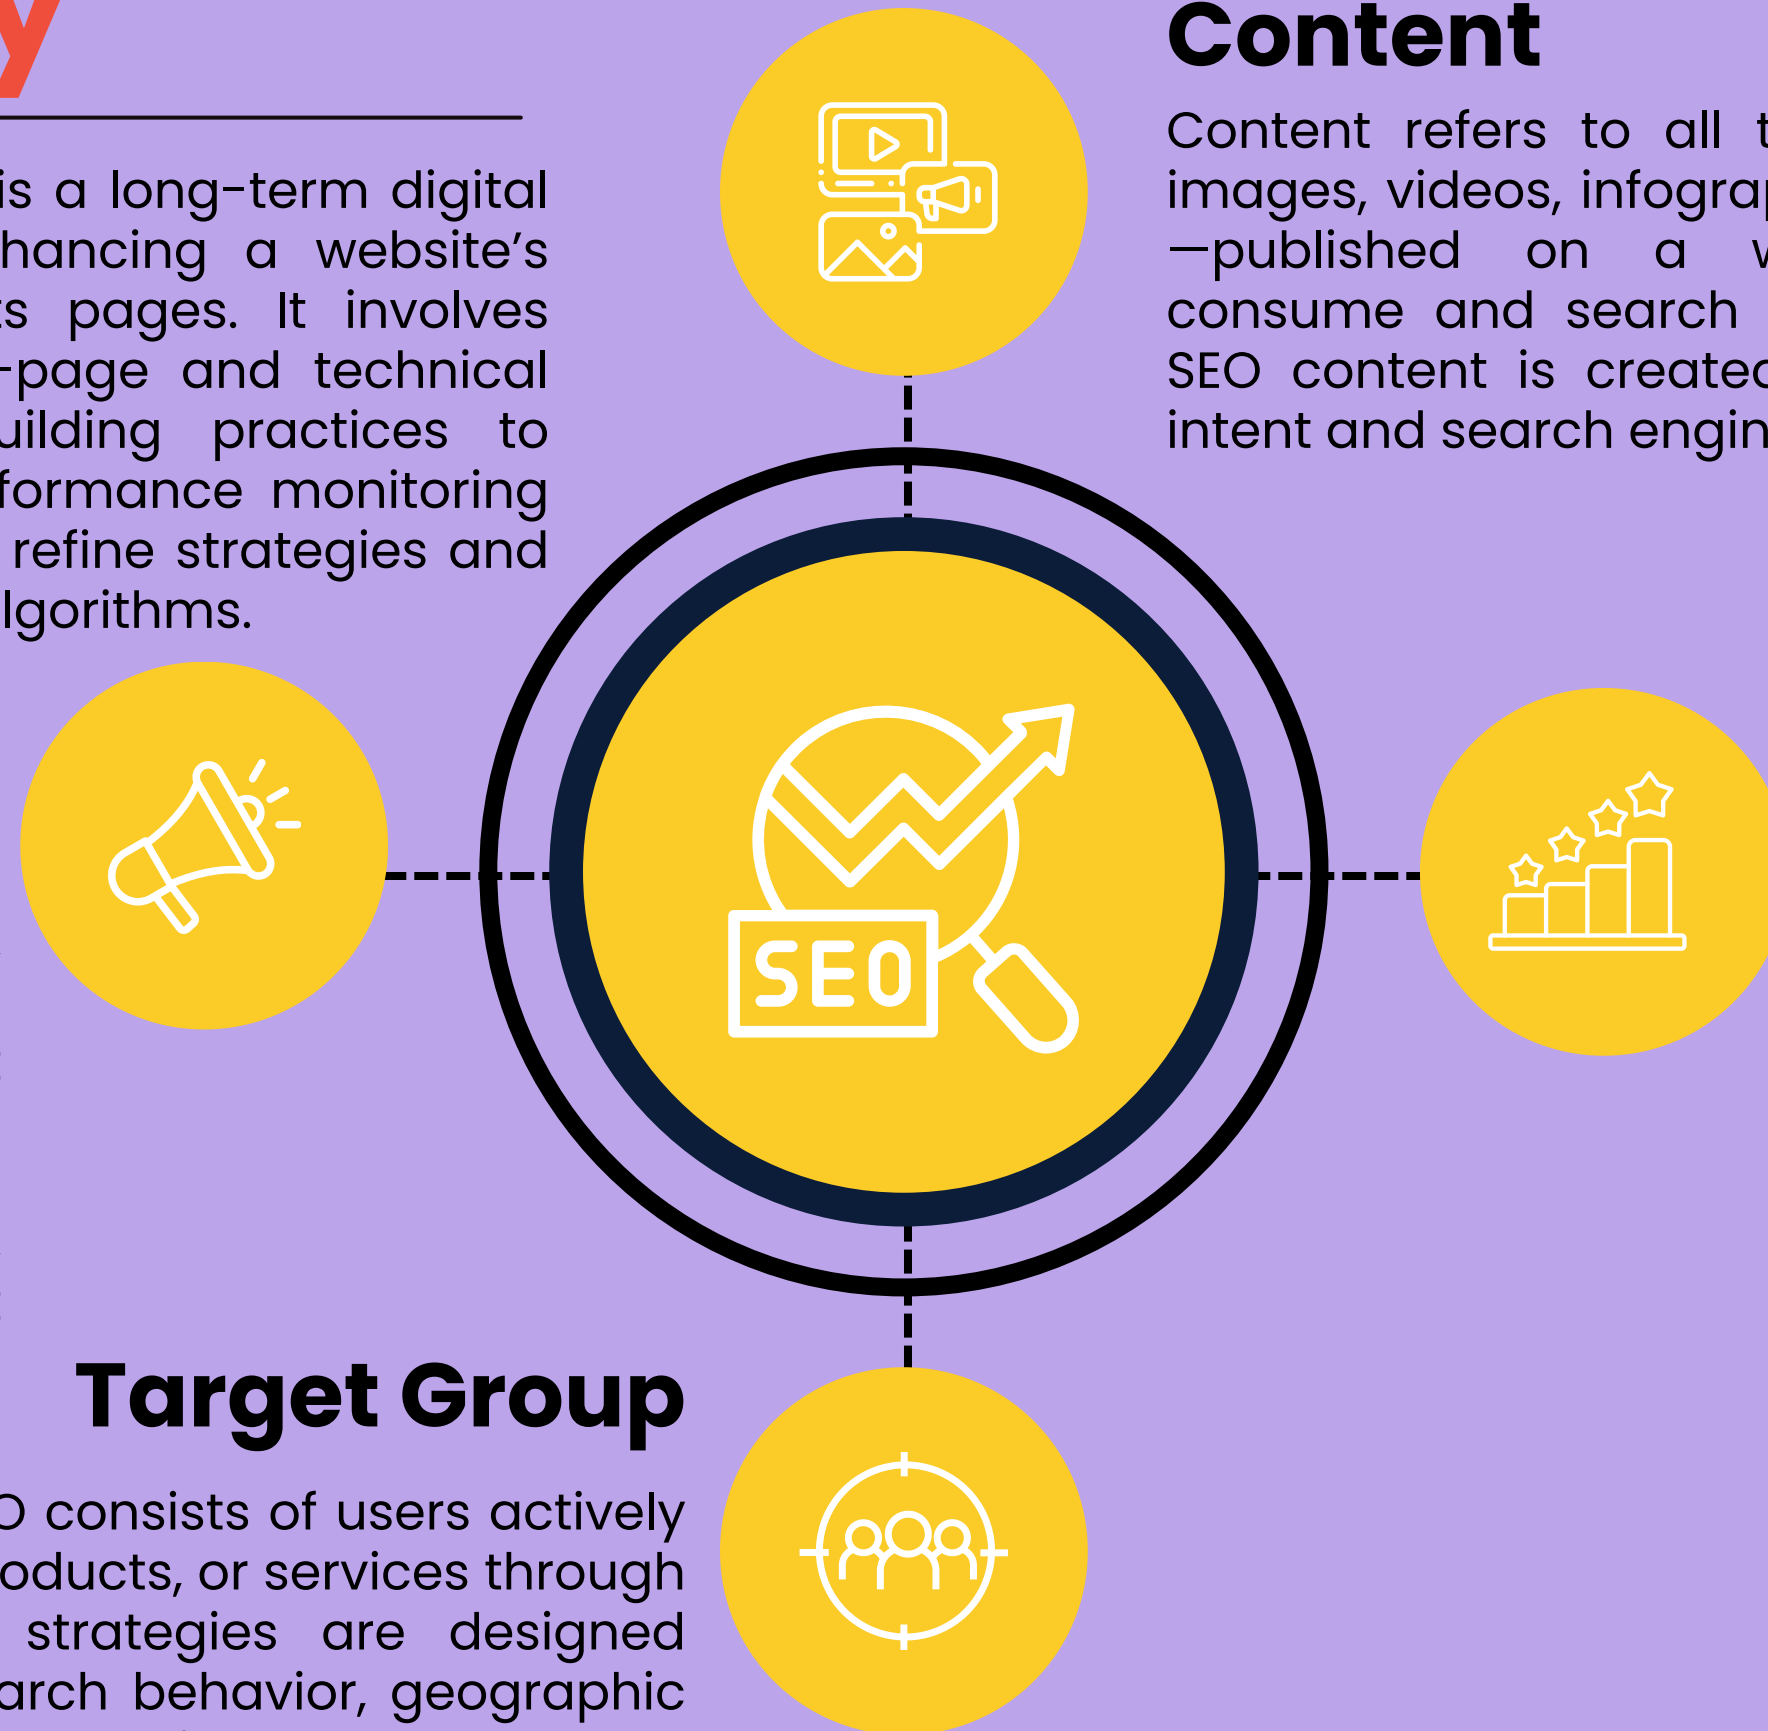 y
is a long-term digital
hancing a website's
ts pages. It involves
-page and technical
uilding practices to
formance monitoring
refine strategies and
lgorithms.
Content
Content refers to all t
images, videos, infograp
—published on a w
consume and search
SEO content is created
intent and search engin
SEO
Target Group
O consists of users actively
oducts, or services through
strategies are designed
arch behavior, geographic